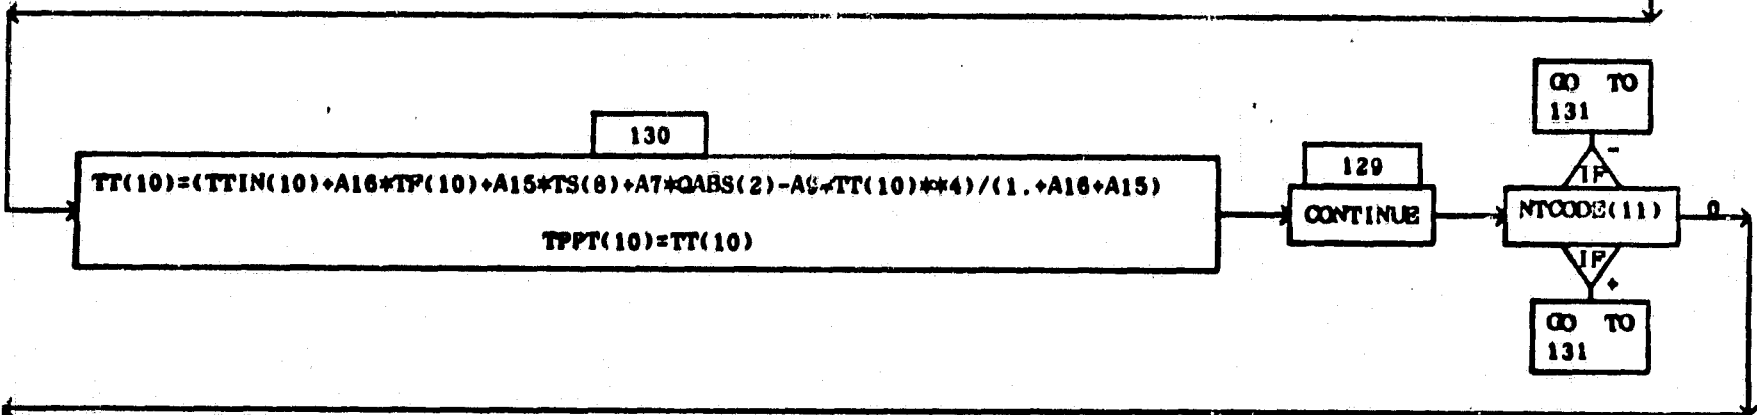 GO TO
131
-
130
129
IF
TT(10)=(TTIN(10)+A16*TF(10)+A15*TS(8)+A7*QABS(2)-A9*TT(10)**4)/(1.+A16+A15)
CONTINUE
NTCODE(11)
0
TPPT(10)=TT(10)
IF
+
GO TO
131